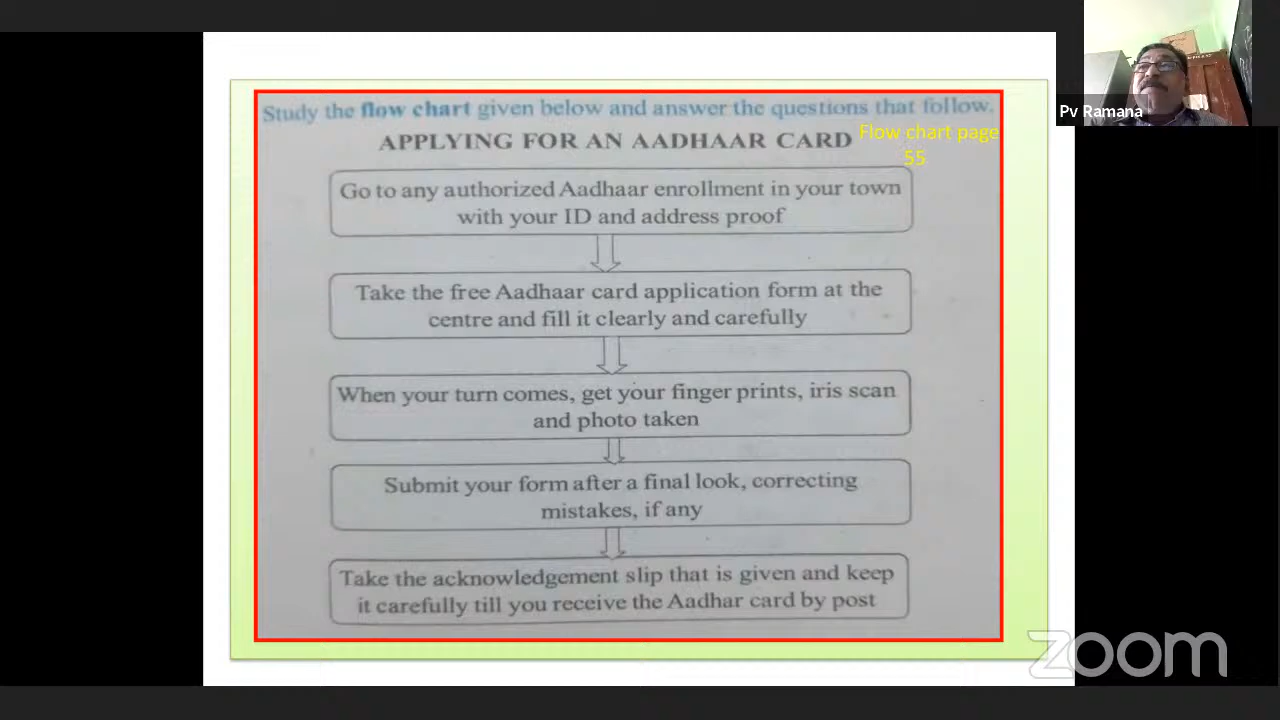 Study the flow chart given below and answer the questions that follow.
Flow chart page
55
APPLYING FOR AN AADHAAR CARD
Go to any authorized Aadhaar enrollment in your town
with your ID and address proof
Take the free Aadhaar card application form at the
centre and fill it clearly and carefully
When your turn comes, get your finger prints, iris scan
and photo taken
Submit your form after a final look, correcting
mistakes, if any
Take the acknowledgement slip that is given and keep
it carefully till you receive the Aadhar card by post
Pv Ramana
zoom